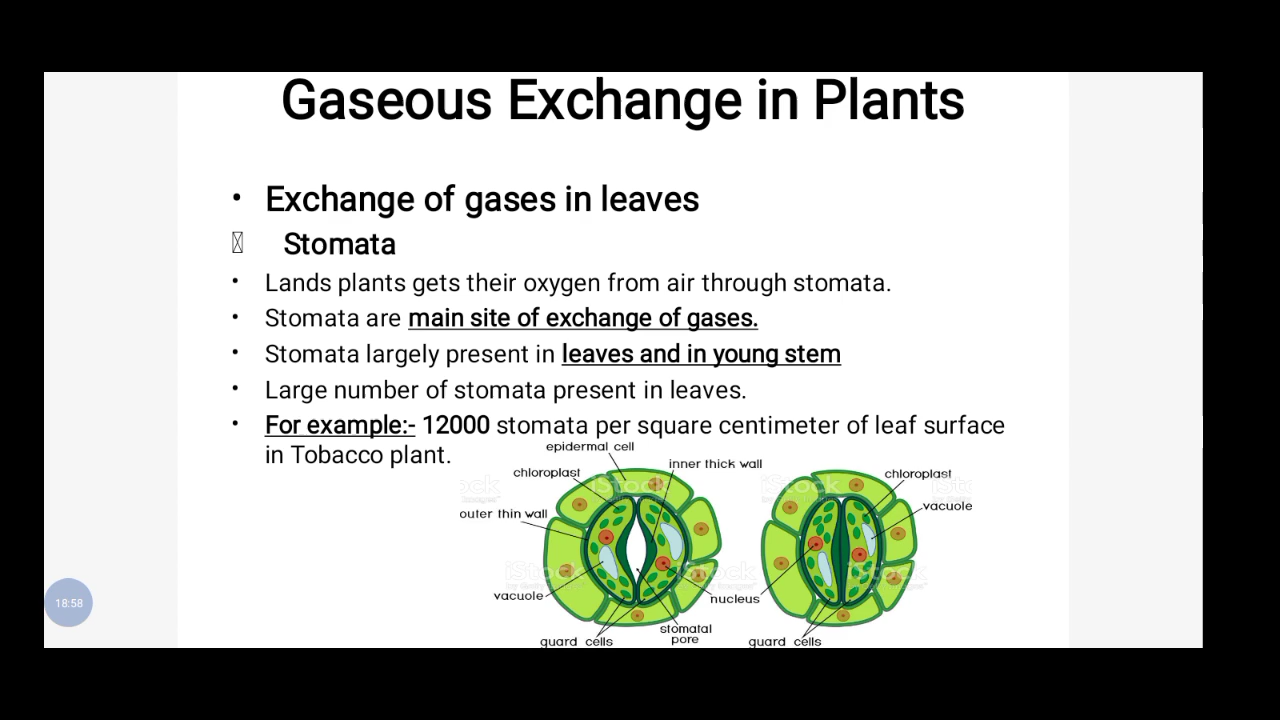 Gaseous Exchange in Plants
• Exchange of gases in leaves
Stomata
• Lands plants gets their oxygen from air through stomata.
• Stomata are main site of exchange of gases.
• Stomata largely present in leaves and in young stem
• Large number of stomata present in leaves.
• For example:- 12000 stomata per square centimeter of leaf surface
in Tobacco plant.
epidermal cell
inner thick wall
chloroplast
chloroplast
outer thin wall
vacuole
iStock
iStock
iStock
iStock
vacuole
nucleus
stomatal
pore
guard cells
guard cells
18:58